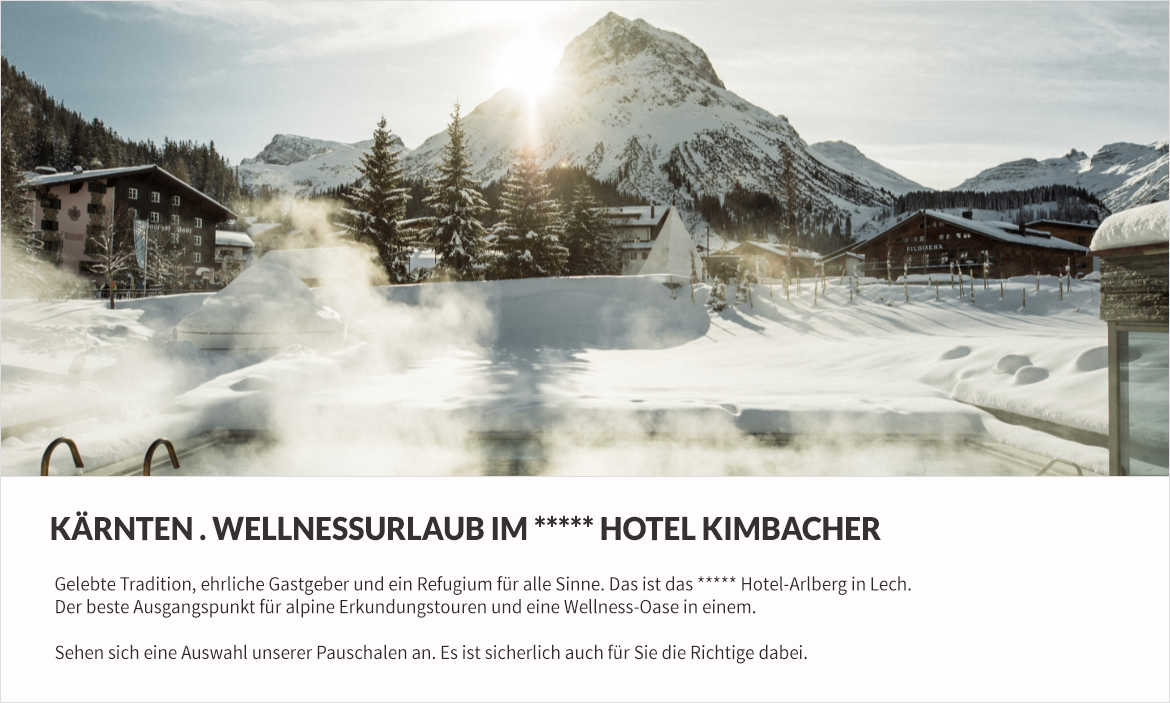 FILOMENA
KÄRNTEN . WELLNESSURLAUB IM ***** HOTEL KIMBACHER
Gelebte Tradition, ehrliche Gastgeber und ein Refugium für alle Sinne. Das ist das ***** Hotel-Arlberg in Lech.
Der beste Ausgangspunkt für alpine Erkundungstouren und eine Wellness-Oase in einem.
Sehen sich eine Auswahl unserer Pauschalen an. Es ist sicherlich auch für Sie die Richtige dabei.